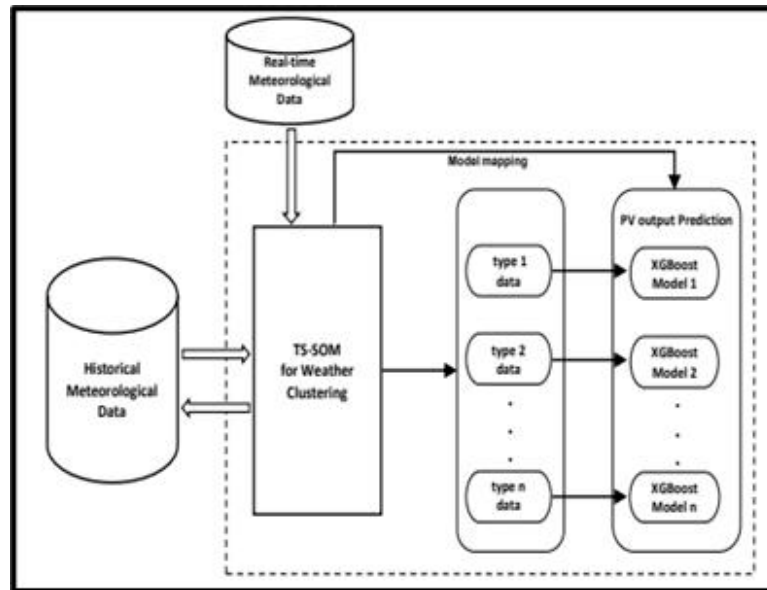 Real-time
Meteorological
Data
Model mapping
PV output Prediction
type 1
data
XGBoost
Model 1
Historical
Meteorological
Data
TS-SOM
for Weather
Clustering
type 2
data
XGBoost
Model 2
type n
data
XGBoost
Model n